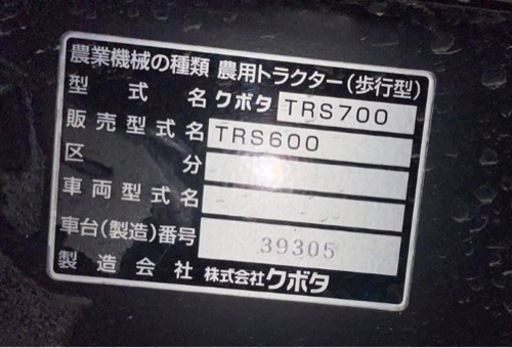 農業機械の種類 農用トラクター(歩行型)
型式名 クボタ TRS700
販売型式名 TRS600
区分
車両型式名
車台(製造)番号 39305
製造会社 株式会社クボタ